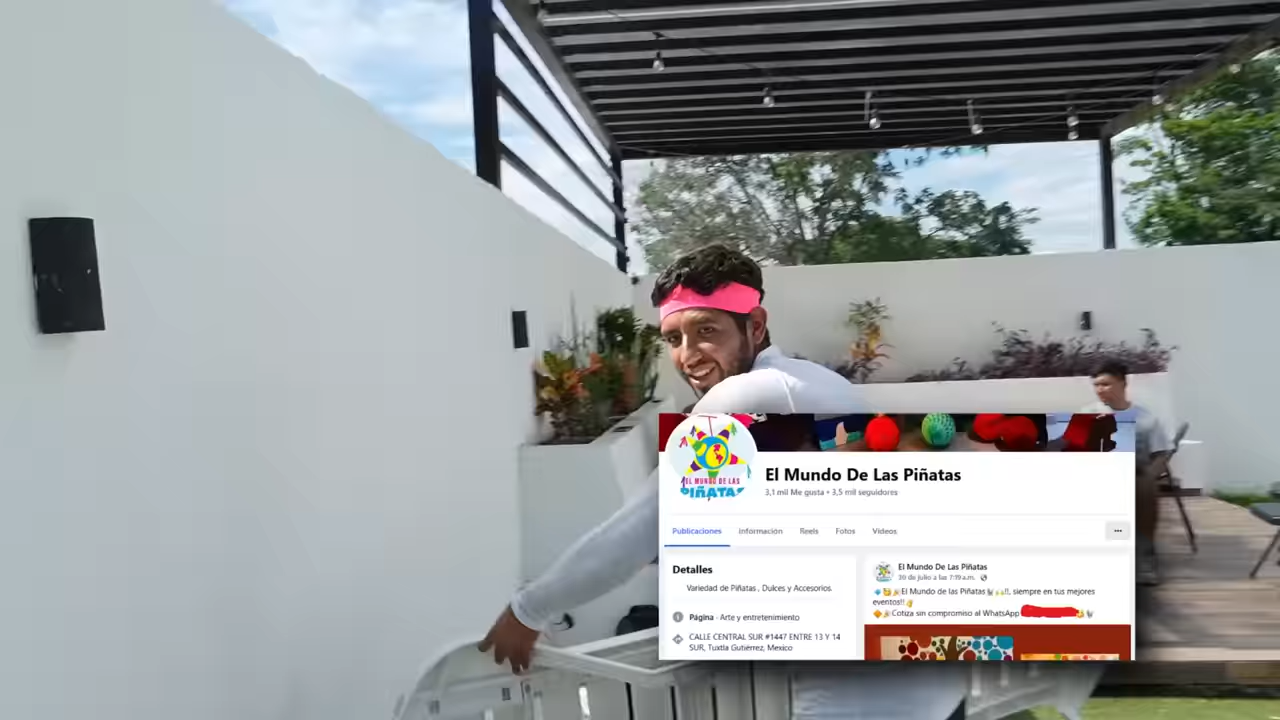 EL MUNDO DE LAS
PIÑATAS
El Mundo De Las Piñatas
3,1 mil Me gusta • 3,5 mil seguidores
Publicaciones Información Reels Fotos Videos
Detalles
Variedad de Piñatas , Dulces y Accesorios.
Página · Arte y entretenimiento
CALLE CENTRAL SUR #1447 ENTRE 13 Y 14
SUR, Tuxtla Gutiérrez, Mexico
El Mundo De Las Piñatas
30 de julio a las 7:19 a.m.
El Mundo de las Piñatas !!, siempre en tus mejores
eventos!!
Cotiza sin compromiso al WhatsApp